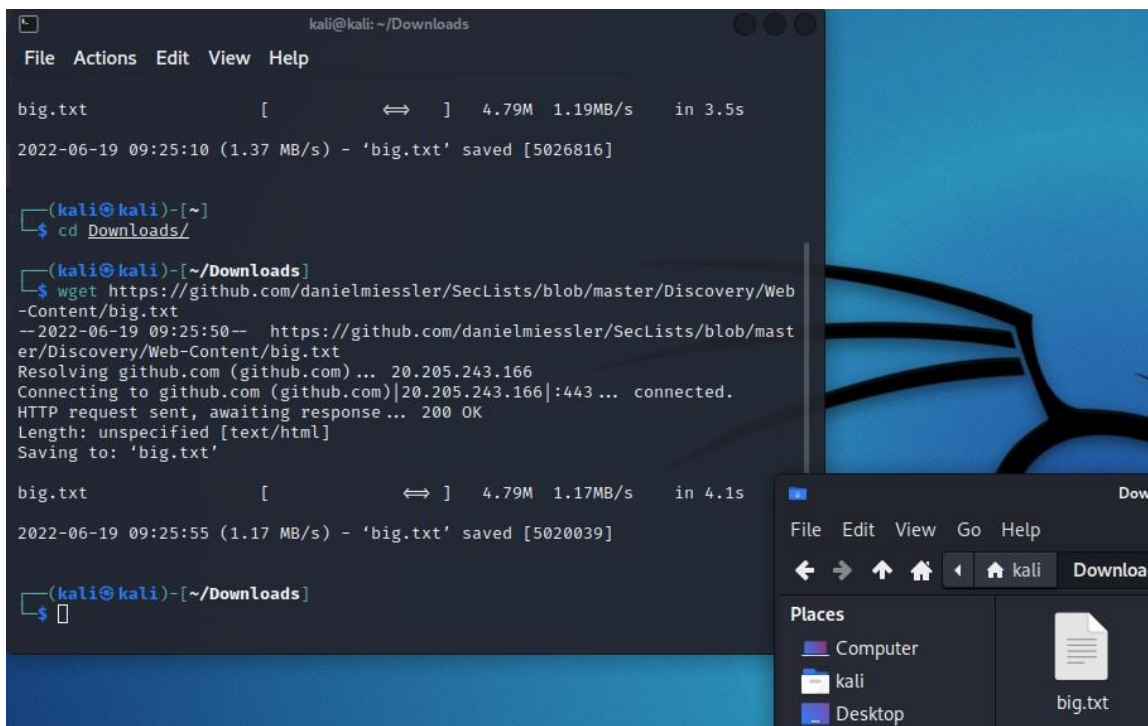 kali@kali: ~/Downloads
File Actions Edit View Help
big.txt [ <=> ] 4.79M 1.19MB/s in 3.5s
2022-06-19 09:25:10 (1.37 MB/s) - ‘big.txt’ saved [5026816]
┌──(kali㉿kali)-[~]
└─$ cd Downloads/
┌──(kali㉿kali)-[~/Downloads]
└─$ wget https://github.com/danielmiessler/SecLists/blob/master/Discovery/Web
-Content/big.txt
--2022-06-19 09:25:50-- https://github.com/danielmiessler/SecLists/blob/mast
er/Discovery/Web-Content/big.txt
Resolving github.com (github.com)... 20.205.243.166
Connecting to github.com (github.com)|20.205.243.166|:443... connected.
HTTP request sent, awaiting response... 200 OK
Length: unspecified [text/html]
Saving to: ‘big.txt’
big.txt [ <=> ] 4.79M 1.17MB/s in 4.1s
2022-06-19 09:25:55 (1.17 MB/s) - ‘big.txt’ saved [5020039]
┌──(kali㉿kali)-[~/Downloads]
└─$
Dow
File Edit View Go Help
kali Downloa
Places
Computer
kali
Desktop
big.txt